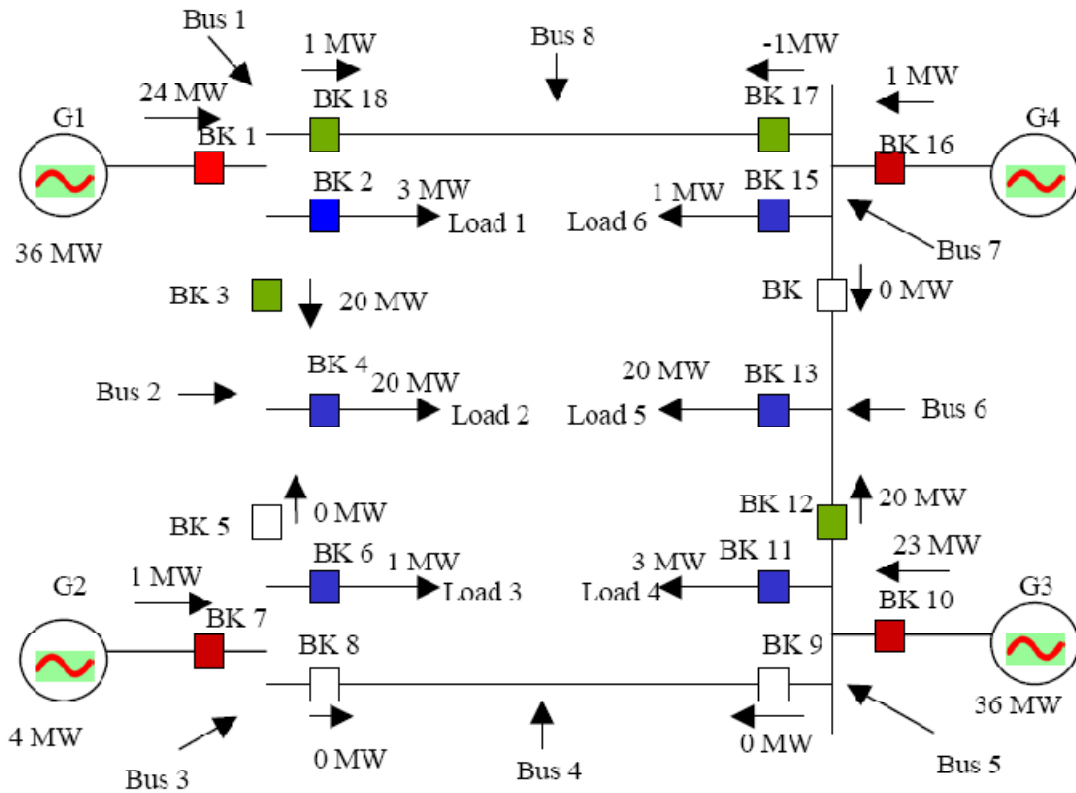 Bus 1
1 MW
Bus 8
-1MW
24 MW
BK 18
BK 17
1 MW
G1
BK 1
G4
BK 16
BK 2
3 MW
Load 1
Load 6
1 MW
BK 15
36 MW
Bus 7
BK 3
20 MW
BK
0 MW
BK 4
20 MW
Load 2
Bus 2
20 MW
BK 13
Load 5
Bus 6
BK 5
0 MW
BK 12
20 MW
BK 6
1 MW
Load 3
3 MW
BK 11
Load 4
23 MW
G2
1 MW
BK 7
BK 10
G3
BK 8
BK 9
4 MW
36 MW
0 MW
0 MW
Bus 3
Bus 4
Bus 5